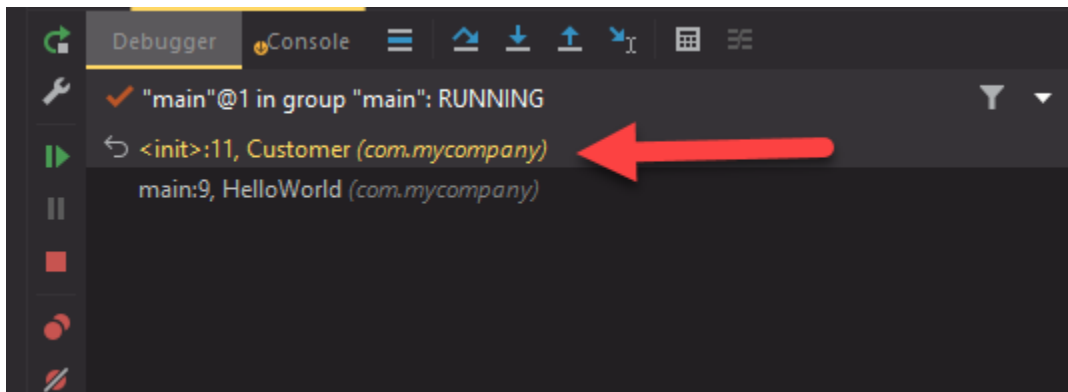 Debugger Console
"main"@1 in group "main": RUNNING
<init>:11, Customer (com.mycompany)
main:9, HelloWorld (com.mycompany)